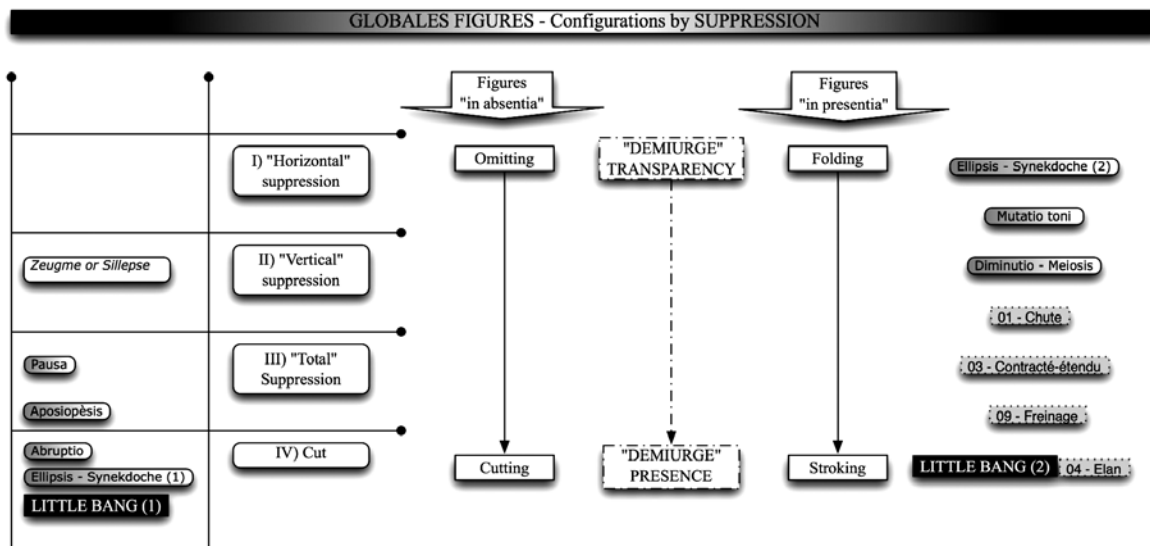 GLOBALES FIGURES - Configurations by SUPPRESSION
Figures
"in absentia"
Figures
"in presentia"
I) "Horizontal"
suppression
Omitting
"DEMIURGE"
TRANSPARENCY
Folding
Ellipsis - Synekdoche (2)
Mutatio toni
Zeugme or Sillepse
II) "Vertical"
suppression
Diminutio - Meiosis
01 - Chute
Pausa
III) "Total"
Suppression
03 - Contracté-étendu
Aposiopèsis
09 - Freinage
Abruptio
IV) Cut
Cutting
"DEMIURGE"
PRESENCE
Stroking
LITTLE BANG (2)
04 - Elan
Ellipsis - Synekdoche (1)
LITTLE BANG (1)